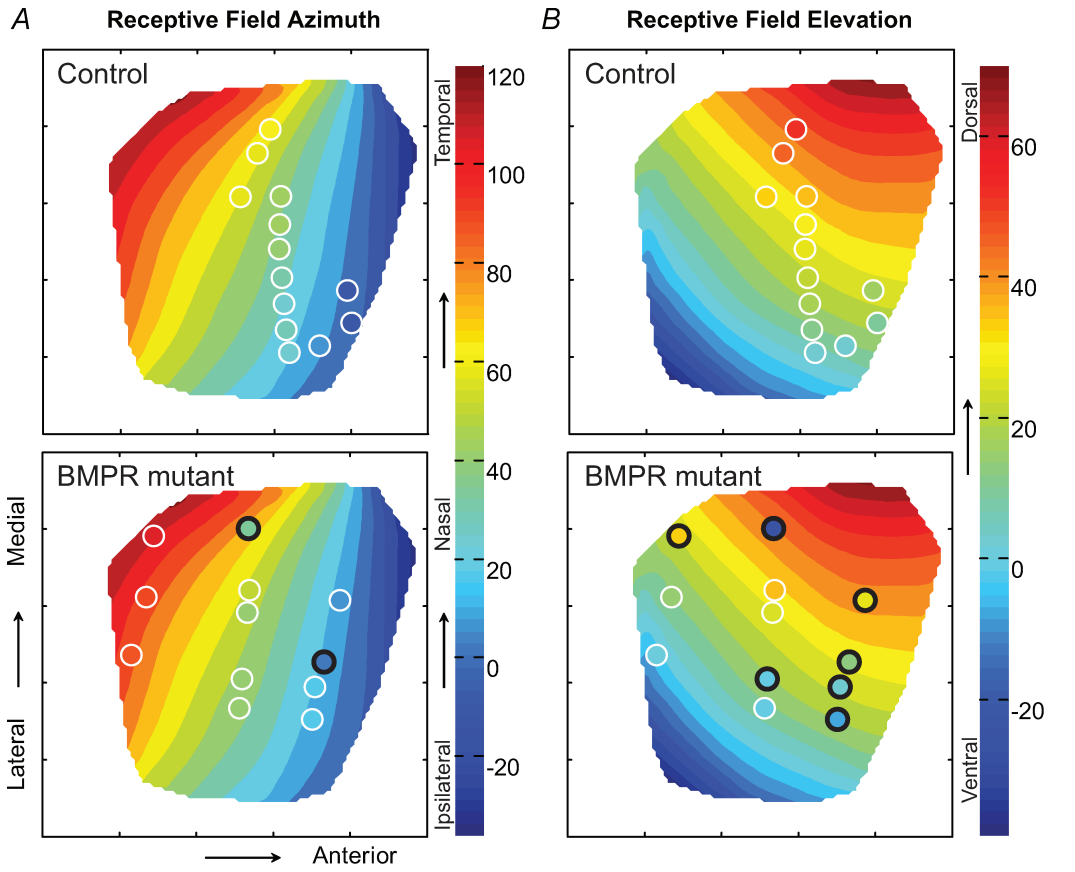 A Receptive Field Azimuth
B Receptive Field Elevation
Control
Control
Temporal
Dorsal
120
100
80
60
40
20
0
-20
60
40
20
0
-20
BMPR mutant
BMPR mutant
Medial
Lateral
Nasal
Ipsilateral
Ventral
Anterior